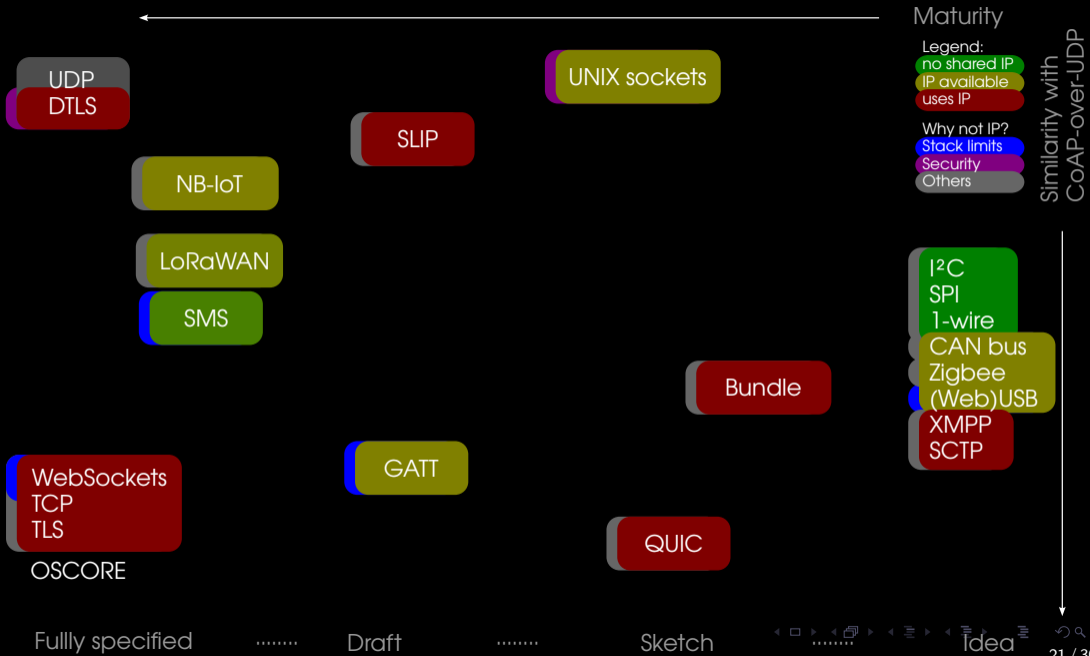 Maturity
Legend:
no shared IP
IP available
uses IP
Why not IP?
Stack limits
Security
Others
Similarity with
CoAP-over-UDP
UDP
DTLS
UNIX sockets
SLIP
NB-IoT
LoRaWAN
SMS
I²C
SPI
1-wire
CAN bus
Zigbee
(Web)USB
XMPP
SCTP
Bundle
GATT
WebSockets
TCP
TLS
QUIC
OSCORE
Fullly specified ........ Draft ........ Sketch ........ Idea